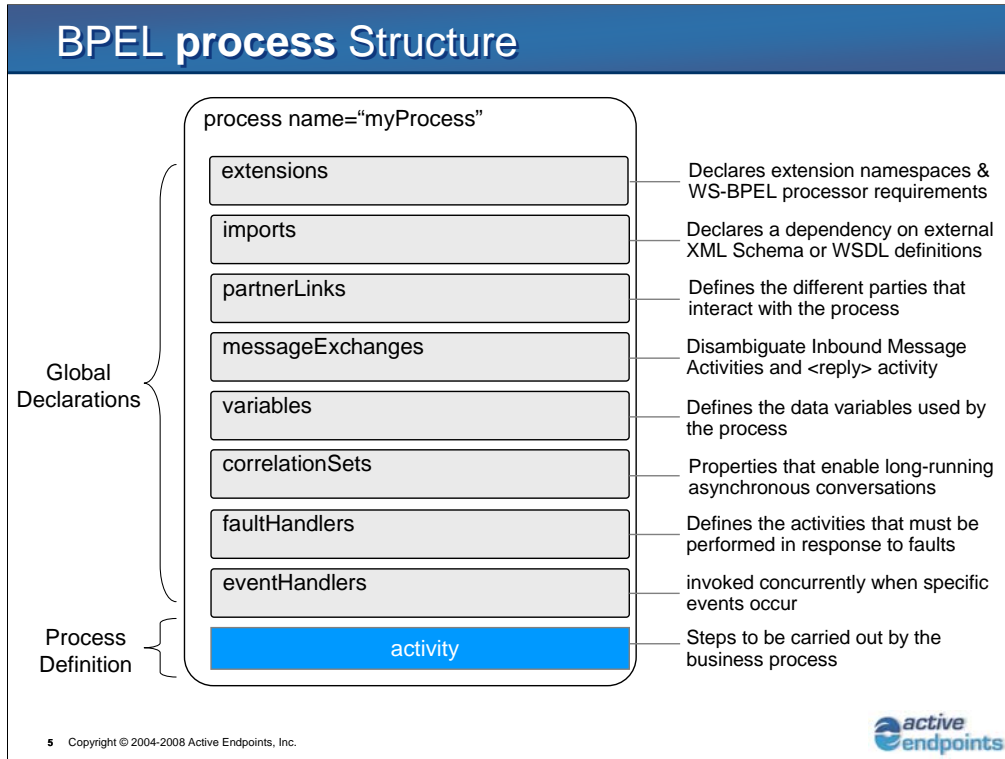 BPEL process Structure
process name=“myProcess”
extensions
Declares extension namespaces &
WS-BPEL processor requirements
imports
Declares a dependency on external
XML Schema or WSDL definitions
partnerLinks
Defines the different parties that
interact with the process
messageExchanges
Disambiguate Inbound Message
Activities and <reply> activity
Global
Declarations
variables
Defines the data variables used by
the process
correlationSets
Properties that enable long-running
asynchronous conversations
faultHandlers
Defines the activities that must be
performed in response to faults
eventHandlers
invoked concurrently when specific
events occur
Process
Definition
activity
Steps to be carried out by the
business process
5 Copyright © 2004-2008 Active Endpoints, Inc.
active
endpoints